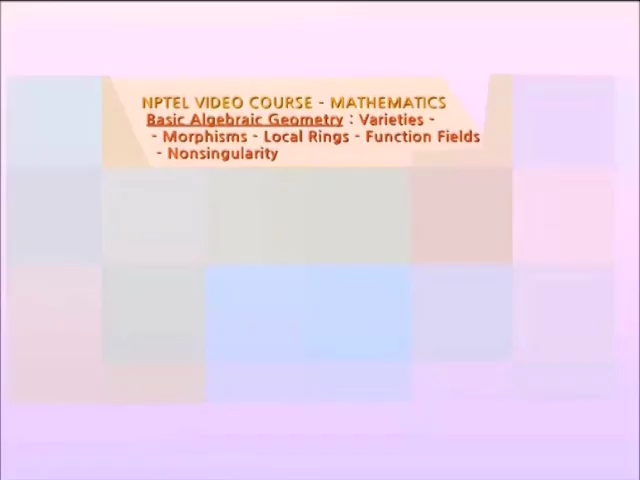 NPTEL VIDEO COURSE - MATHEMATICS
Basic Algebraic Geometry : Varieties -
- Morphisms - Local Rings - Function Fields
- Nonsingularity